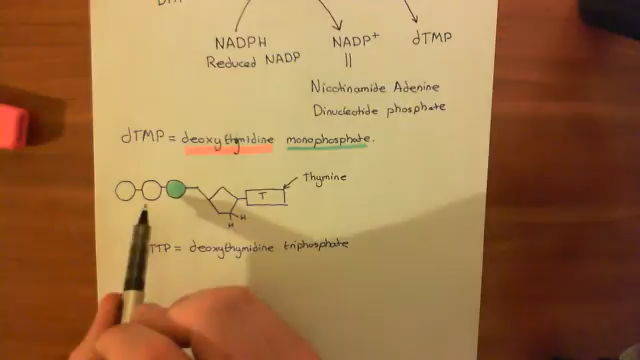 NADPH NADP+ dTMP
Reduced NADP ||
Nicotinamide Adenine
Dinucleotide phosphate
dTMP = deoxythymidine monophosphate.
Thymine
T
H
H
TTP = deoxythymidine triphosphate